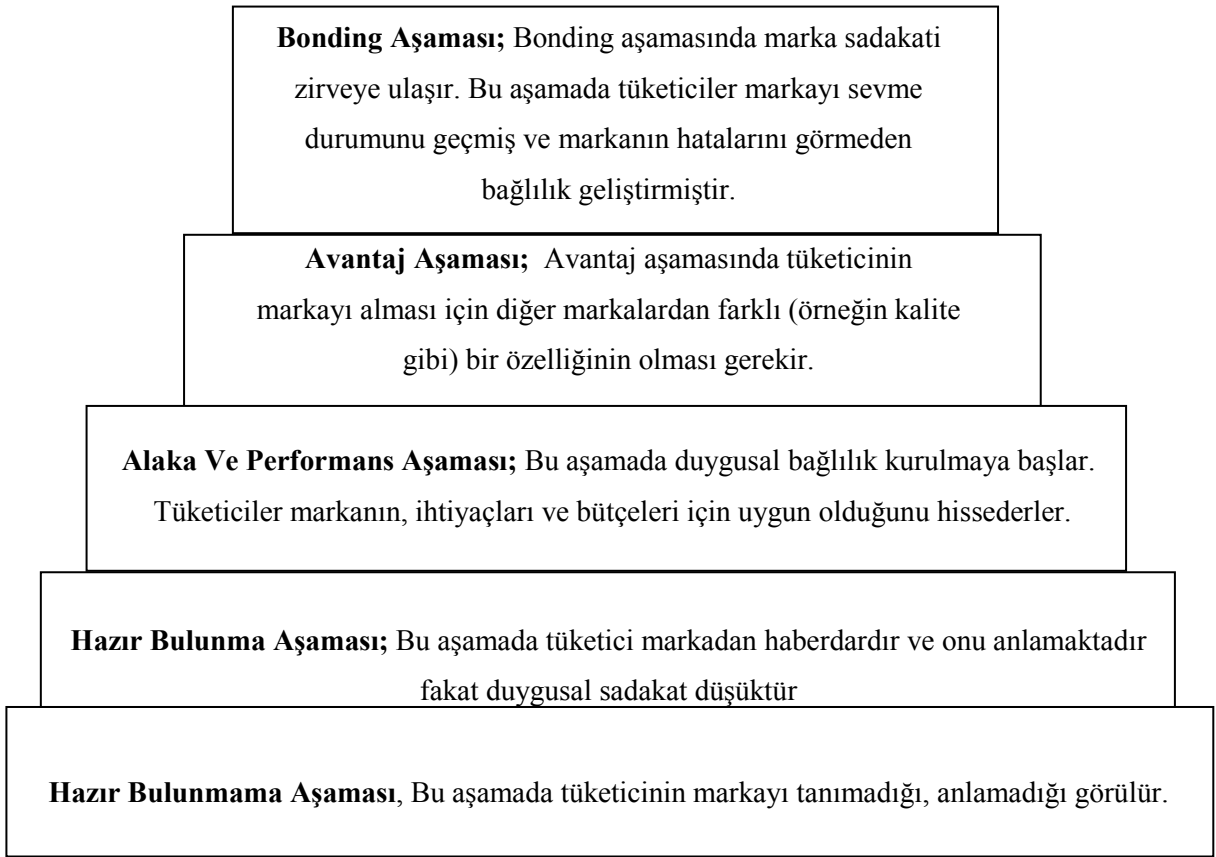 Bonding Aşaması; Bonding aşamasında marka sadakati
zirveye ulaşır. Bu aşamada tüketiciler markayı sevme
durumunu geçmiş ve markanın hatalarını görmeden
bağlılık geliştirmiştir.
Avantaj Aşaması; Avantaj aşamasında tüketicinin
markayı alması için diğer markalardan farklı (örneğin kalite
gibi) bir özelliğinin olması gerekir.
Alaka Ve Performans Aşaması; Bu aşamada duygusal bağlılık kurulmaya başlar.
Tüketiciler markanın, ihtiyaçları ve bütçeleri için uygun olduğunu hissederler.
Hazır Bulunma Aşaması; Bu aşamada tüketici markadan haberdardır ve onu anlamaktadır
fakat duygusal sadakat düşüktür
Hazır Bulunmama Aşaması, Bu aşamada tüketicinin markayı tanımadığı, anlamadığı görülür.